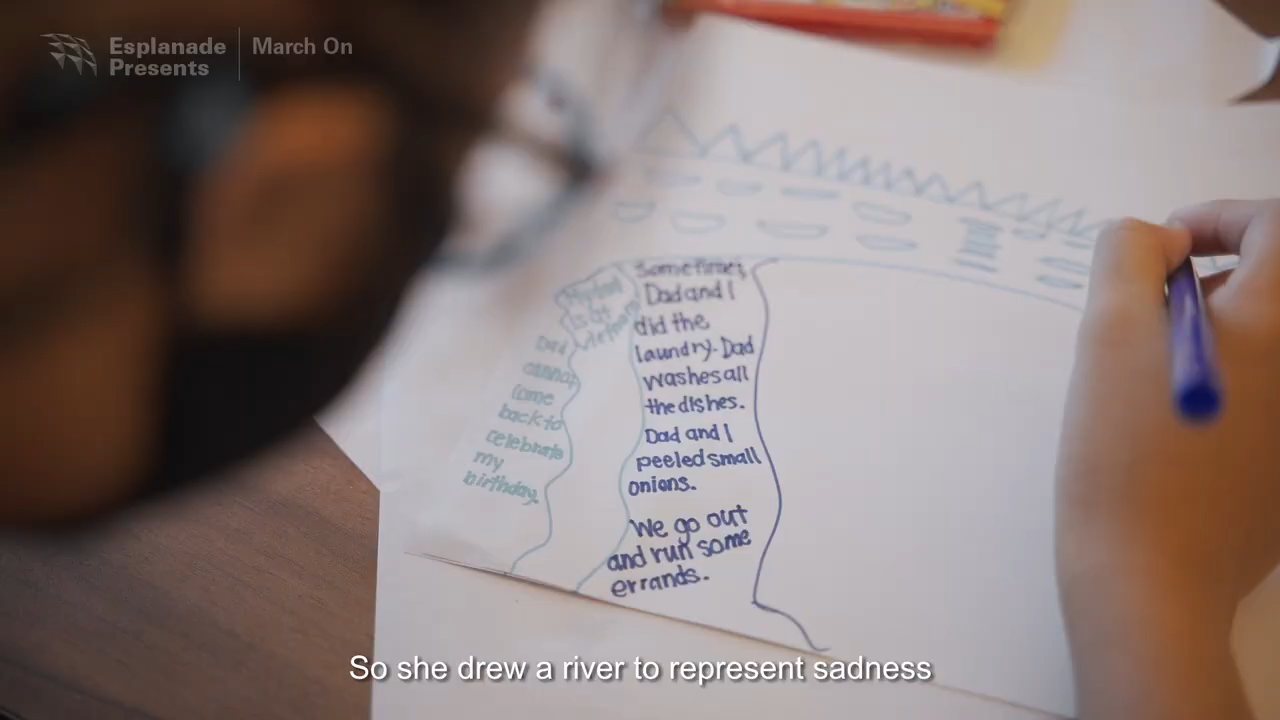 Esplanade
Presents
March On
Dad
cannot
come
back to
celebrate
my
birthday.
Sometimes,
Dad and I
did the
laundry. Dad
washes all
the dishes.
Dad and I
peeled small
onions.
We go out
and run some
errands.
So she drew a river to represent sadness